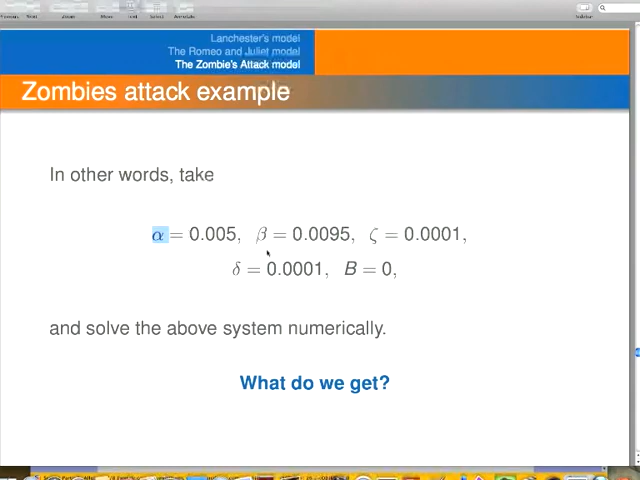 Lanchester's model
The Romeo and Juliet model
The Zombie's Attack model
Zombies attack example
In other words, take
α = 0.005, β = 0.0095, ζ = 0.0001,
δ = 0.0001, B = 0,
and solve the above system numerically.
What do we get?